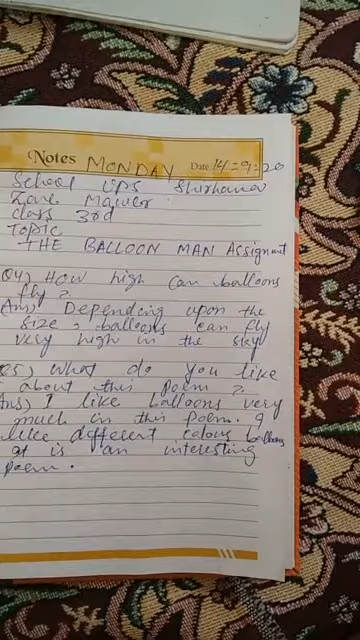 Notes MONDAY Date 14-9-20
School UPS Shirhama
Zone Mawer
Class 3rd
Topic
THE BALLOON MAN Assignment
Q4) How high Can balloons
fly ?
Ans) Depending upon the
size, balloons can fly
very high in the sky
Q5) What do you like
about this poem ?
Ans) I like balloons very
much in this Poem. I
like different colous balloons
It is an interesting
poem.